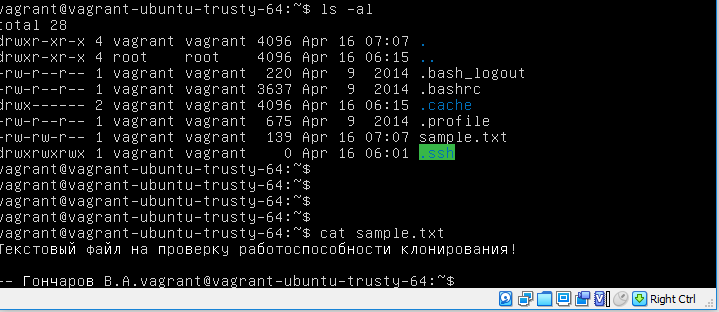 vagrant@vagrant-ubuntu-trusty-64:~$ ls -al
total 28
drwxr-xr-x 4 vagrant vagrant 4096 Apr 16 07:07 .
drwxr-xr-x 4 root    root    4096 Apr 16 06:15 ..
-rw-r--r-- 1 vagrant vagrant  220 Apr  9  2014 .bash_logout
-rw-r--r-- 1 vagrant vagrant 3637 Apr  9  2014 .bashrc
drwx------ 2 vagrant vagrant 4096 Apr 16 06:15 .cache
-rw-r--r-- 1 vagrant vagrant  675 Apr  9  2014 .profile
-rw-rw-r-- 1 vagrant vagrant  139 Apr 16 07:07 sample.txt
drwxrwxrwx 1 vagrant vagrant    0 Apr 16 06:01 .ssh
vagrant@vagrant-ubuntu-trusty-64:~$
vagrant@vagrant-ubuntu-trusty-64:~$
vagrant@vagrant-ubuntu-trusty-64:~$
vagrant@vagrant-ubuntu-trusty-64:~$
vagrant@vagrant-ubuntu-trusty-64:~$ cat sample.txt
Текстовый файл на проверку работоспособности клонирования!
-- Гончаров В.А.vagrant@vagrant-ubuntu-trusty-64:~$
Right Ctrl